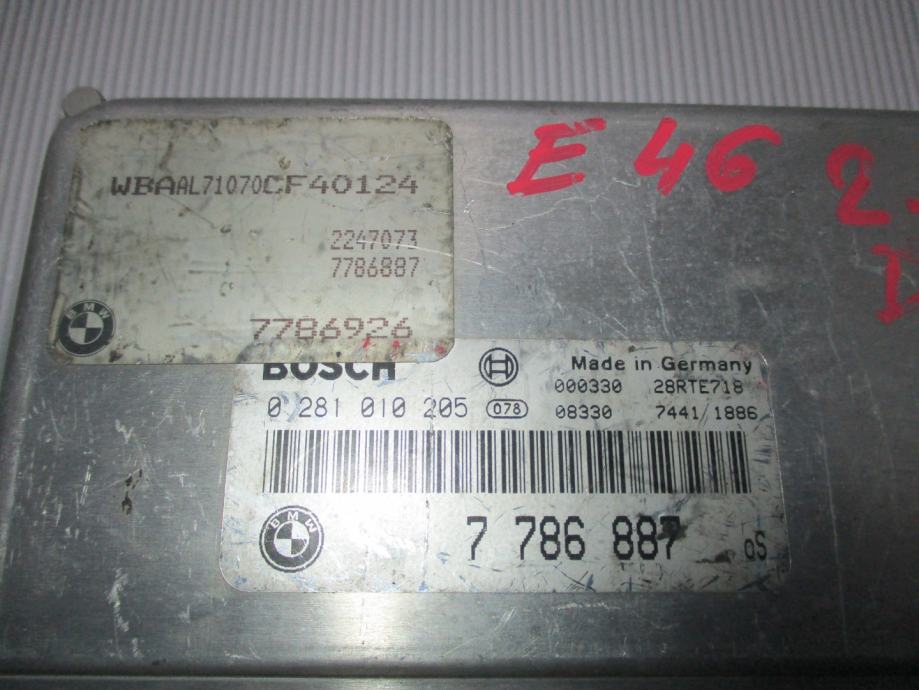 E 46 2.
D
WBAAL71070CF40124
2247073
7786887
BMW
7786926
BOSCH
Made in Germany
000330 28RTE718
0 281 010 205 078 08330 7441 1886
BMW
7 786 887 QS